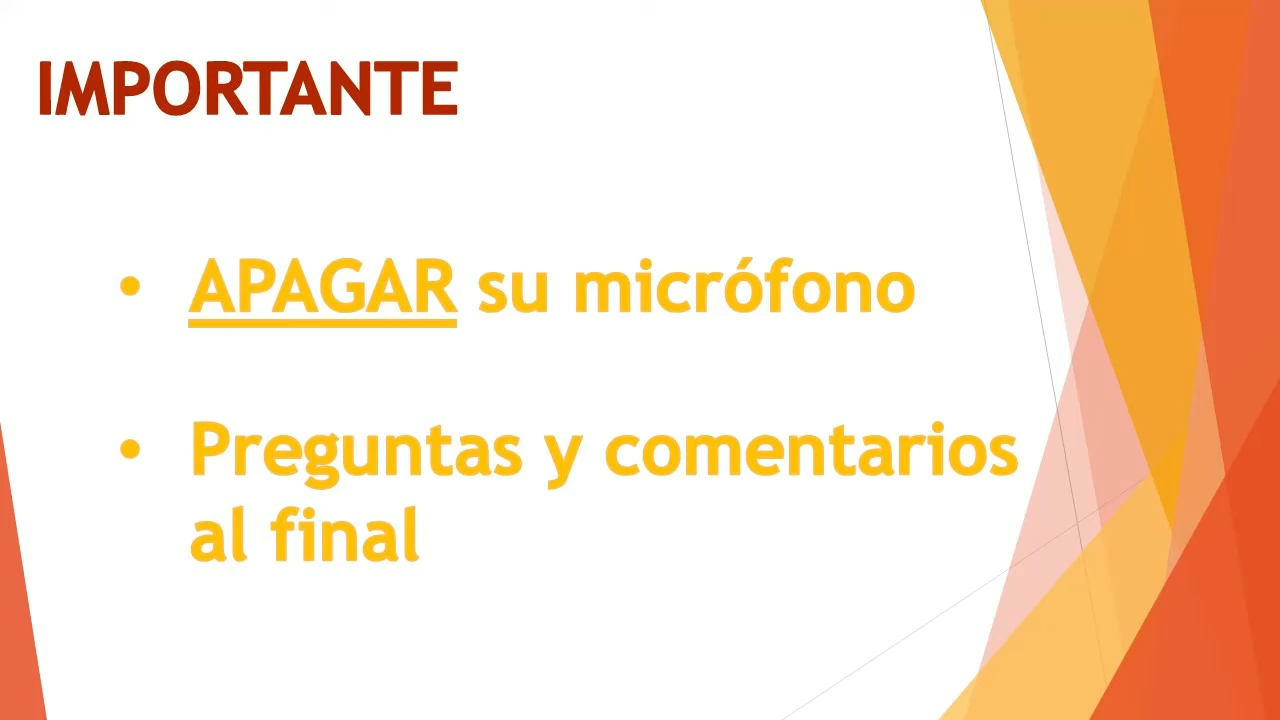 IMPORTANTE
• APAGAR su micrófono
• Preguntas y comentarios
al final